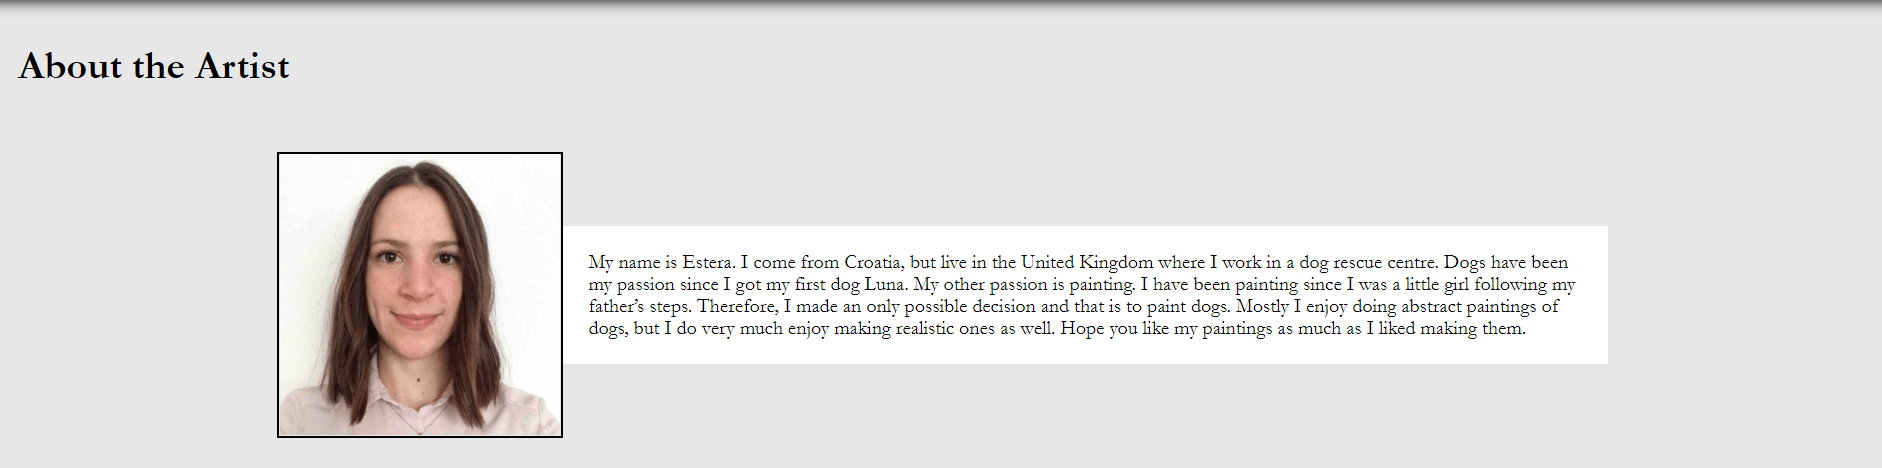 About the Artist
My name is Estera. I come from Croatia, but live in the United Kingdom where I work in a dog rescue centre. Dogs have been
my passion since I got my first dog Luna. My other passion is painting. I have been painting since I was a little girl following my
father’s steps. Therefore, I made an only possible decision and that is to paint dogs. Mostly I enjoy doing abstract paintings of
dogs, but I do very much enjoy making realistic ones as well. Hope you like my paintings as much as I liked making them.